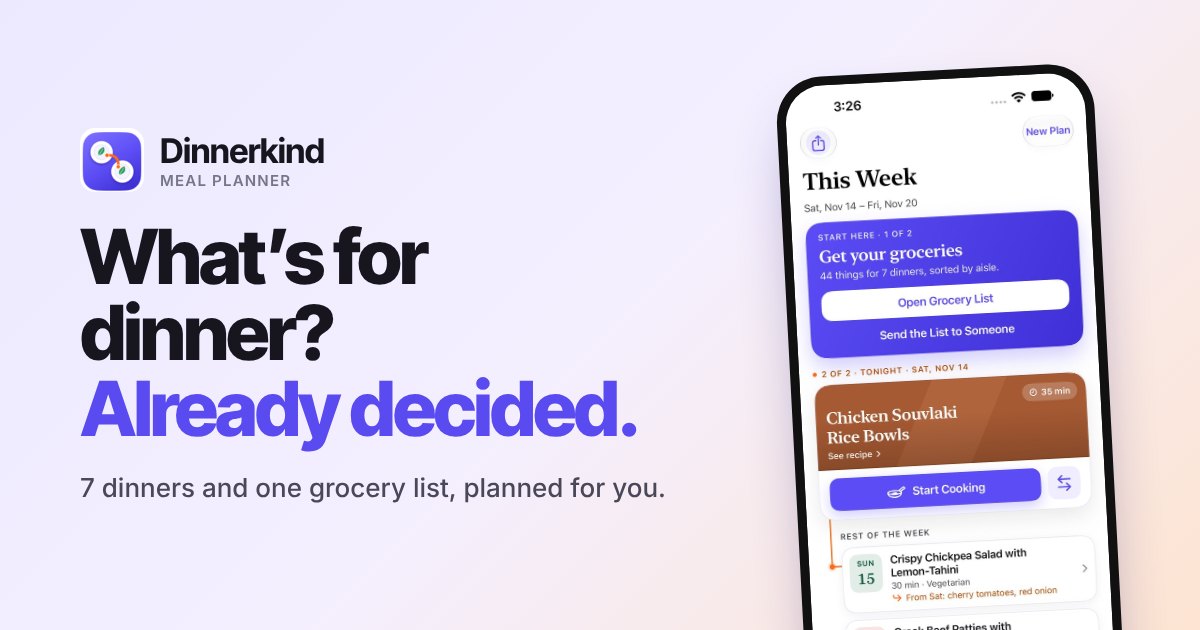 Dinnerkind
MEAL PLANNER
What's for
dinner?
Already decided.
7 dinners and one grocery list, planned for you.
3:26
New Plan
This Week
Sat, Nov 14 – Fri, Nov 20
START HERE · 1 OF 2
Get your groceries
44 things for 7 dinners, sorted by aisle.
Open Grocery List
Send the List to Someone
2 OF 2 · TONIGHT · SAT, NOV 14
35 min
Chicken Souvlaki
Rice Bowls
See recipe
Start Cooking
REST OF THE WEEK
SUN
15
Crispy Chickpea Salad with
Lemon-Tahini
30 min · Vegetarian
From Sat: cherry tomatoes, red onion
Greek Beef Patties with